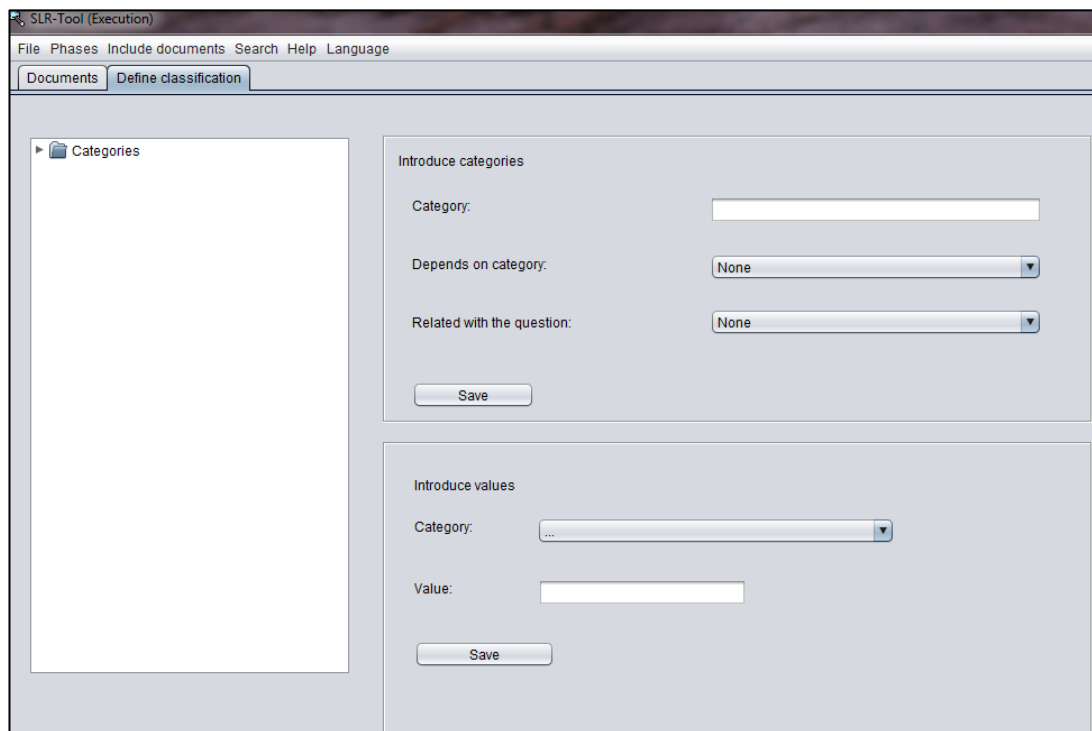 SLR-Tool (Execution)
File Phases Include documents Search Help Language
Documents Define classification
Categories
Introduce categories
Category:
Depends on category: None
Related with the question: None
Save
Introduce values
Category: ...
Value:
Save